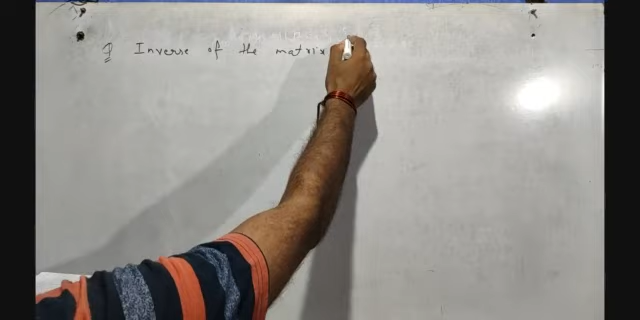 Inverse of the matrix